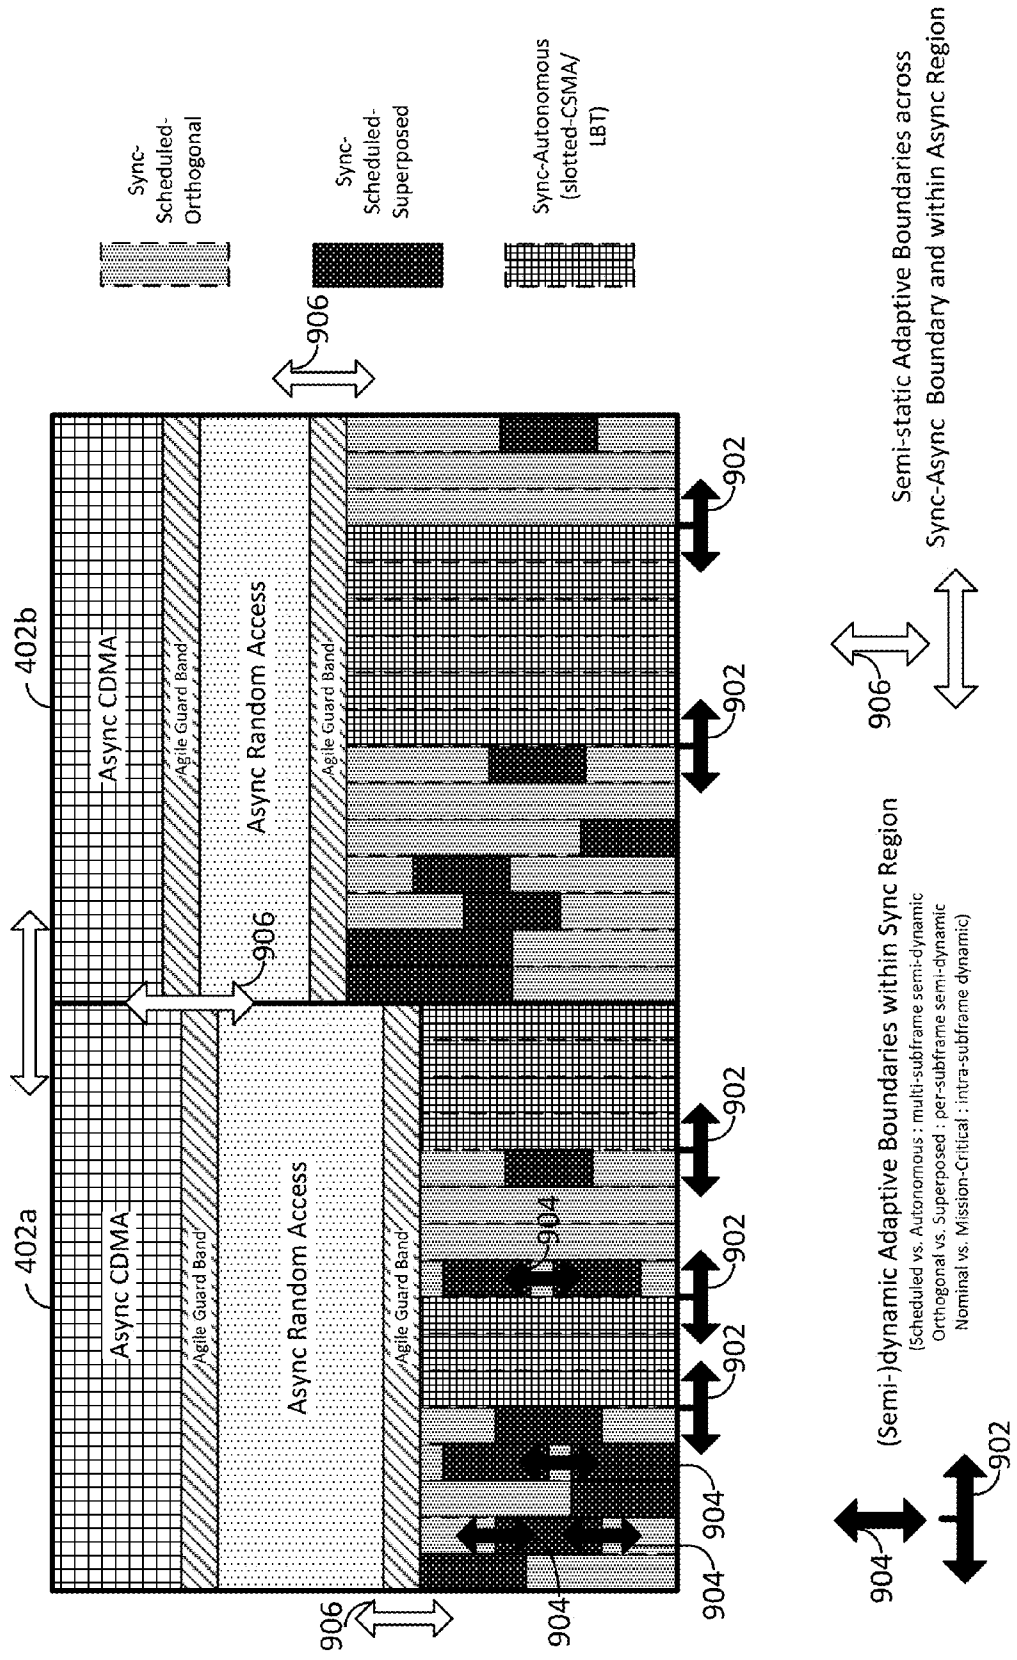 402a
402b
906
Async CDMA
Async CDMA
Agile Guard Band
Agile Guard Band
906
Async Random Access
Async Random Access
Agile Guard Band
Agile Guard Band
906
904
904
904
904
902
902
902
902
902
906
Sync-
Scheduled-
Orthogonal
Sync-
Scheduled-
Superposed
Sync-Autonomous
(slotted-CSMA/
LBT)
904
902
(Semi-)dynamic Adaptive Boundaries within Sync Region
(Scheduled vs. Autonomous : multi-subframe semi-dynamic
Orthogonal vs. Superposed : per-subframe semi-dynamic
Nominal vs. Mission-Critical : intra-subframe dynamic)
906
Semi-static Adaptive Boundaries across
Sync-Async Boundary and within Async Region